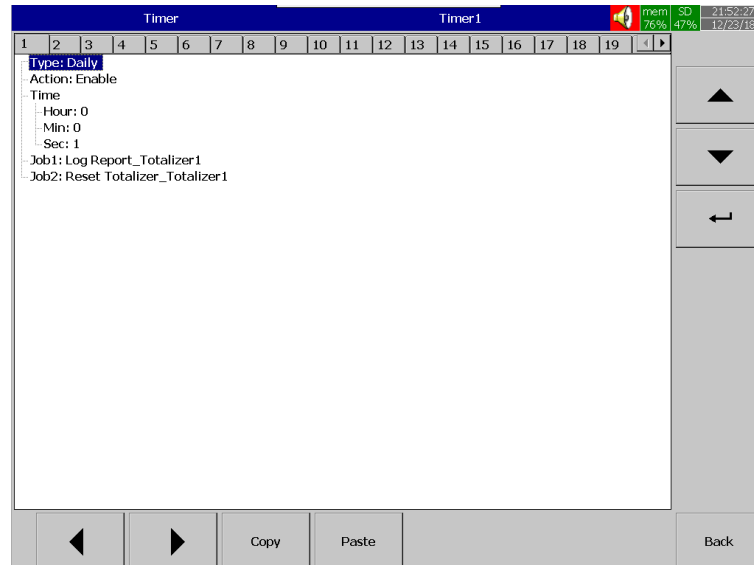 Timer Timer1 mem 76% SD 47% 21:52:27 12/23/18
1 2 3 4 5 6 7 8 9 10 11 12 13 14 15 16 17 18 19
Type: Daily
Action: Enable
Time
Hour: 0
Min: 0
Sec: 1
Job1: Log Report_Totalizer1
Job2: Reset Totalizer_Totalizer1
Copy Paste Back